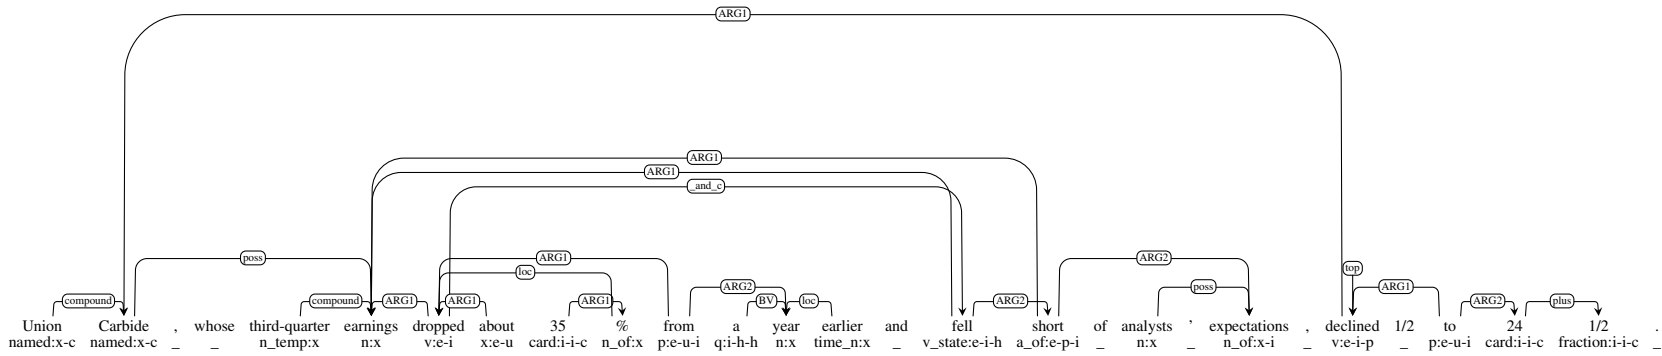 ARG1
ARG1
ARG1
_and_c
poss ARG1 ARG2
loc top
ARG2 poss ARG1
compound compound ARG1 ARG1 ARG1 BV loc ARG2 ARG2 plus
Union Carbide , whose third-quarter earnings dropped about 35 % from a year earlier and fell short of analysts ' expectations , declined 1/2 to 24 1/2 .
named:x-c named:x-c _ _ n_temp:x n:x v:e-i x:e-u card:i-i-c n_of:x p:e-u-i q:i-h-h n:x time_n:x _ v_state:e-i-h a_of:e-p-i _ n:x _ n_of:x-i _ v:e-i-p _ p:e-u-i card:i-i-c fraction:i-i-c _